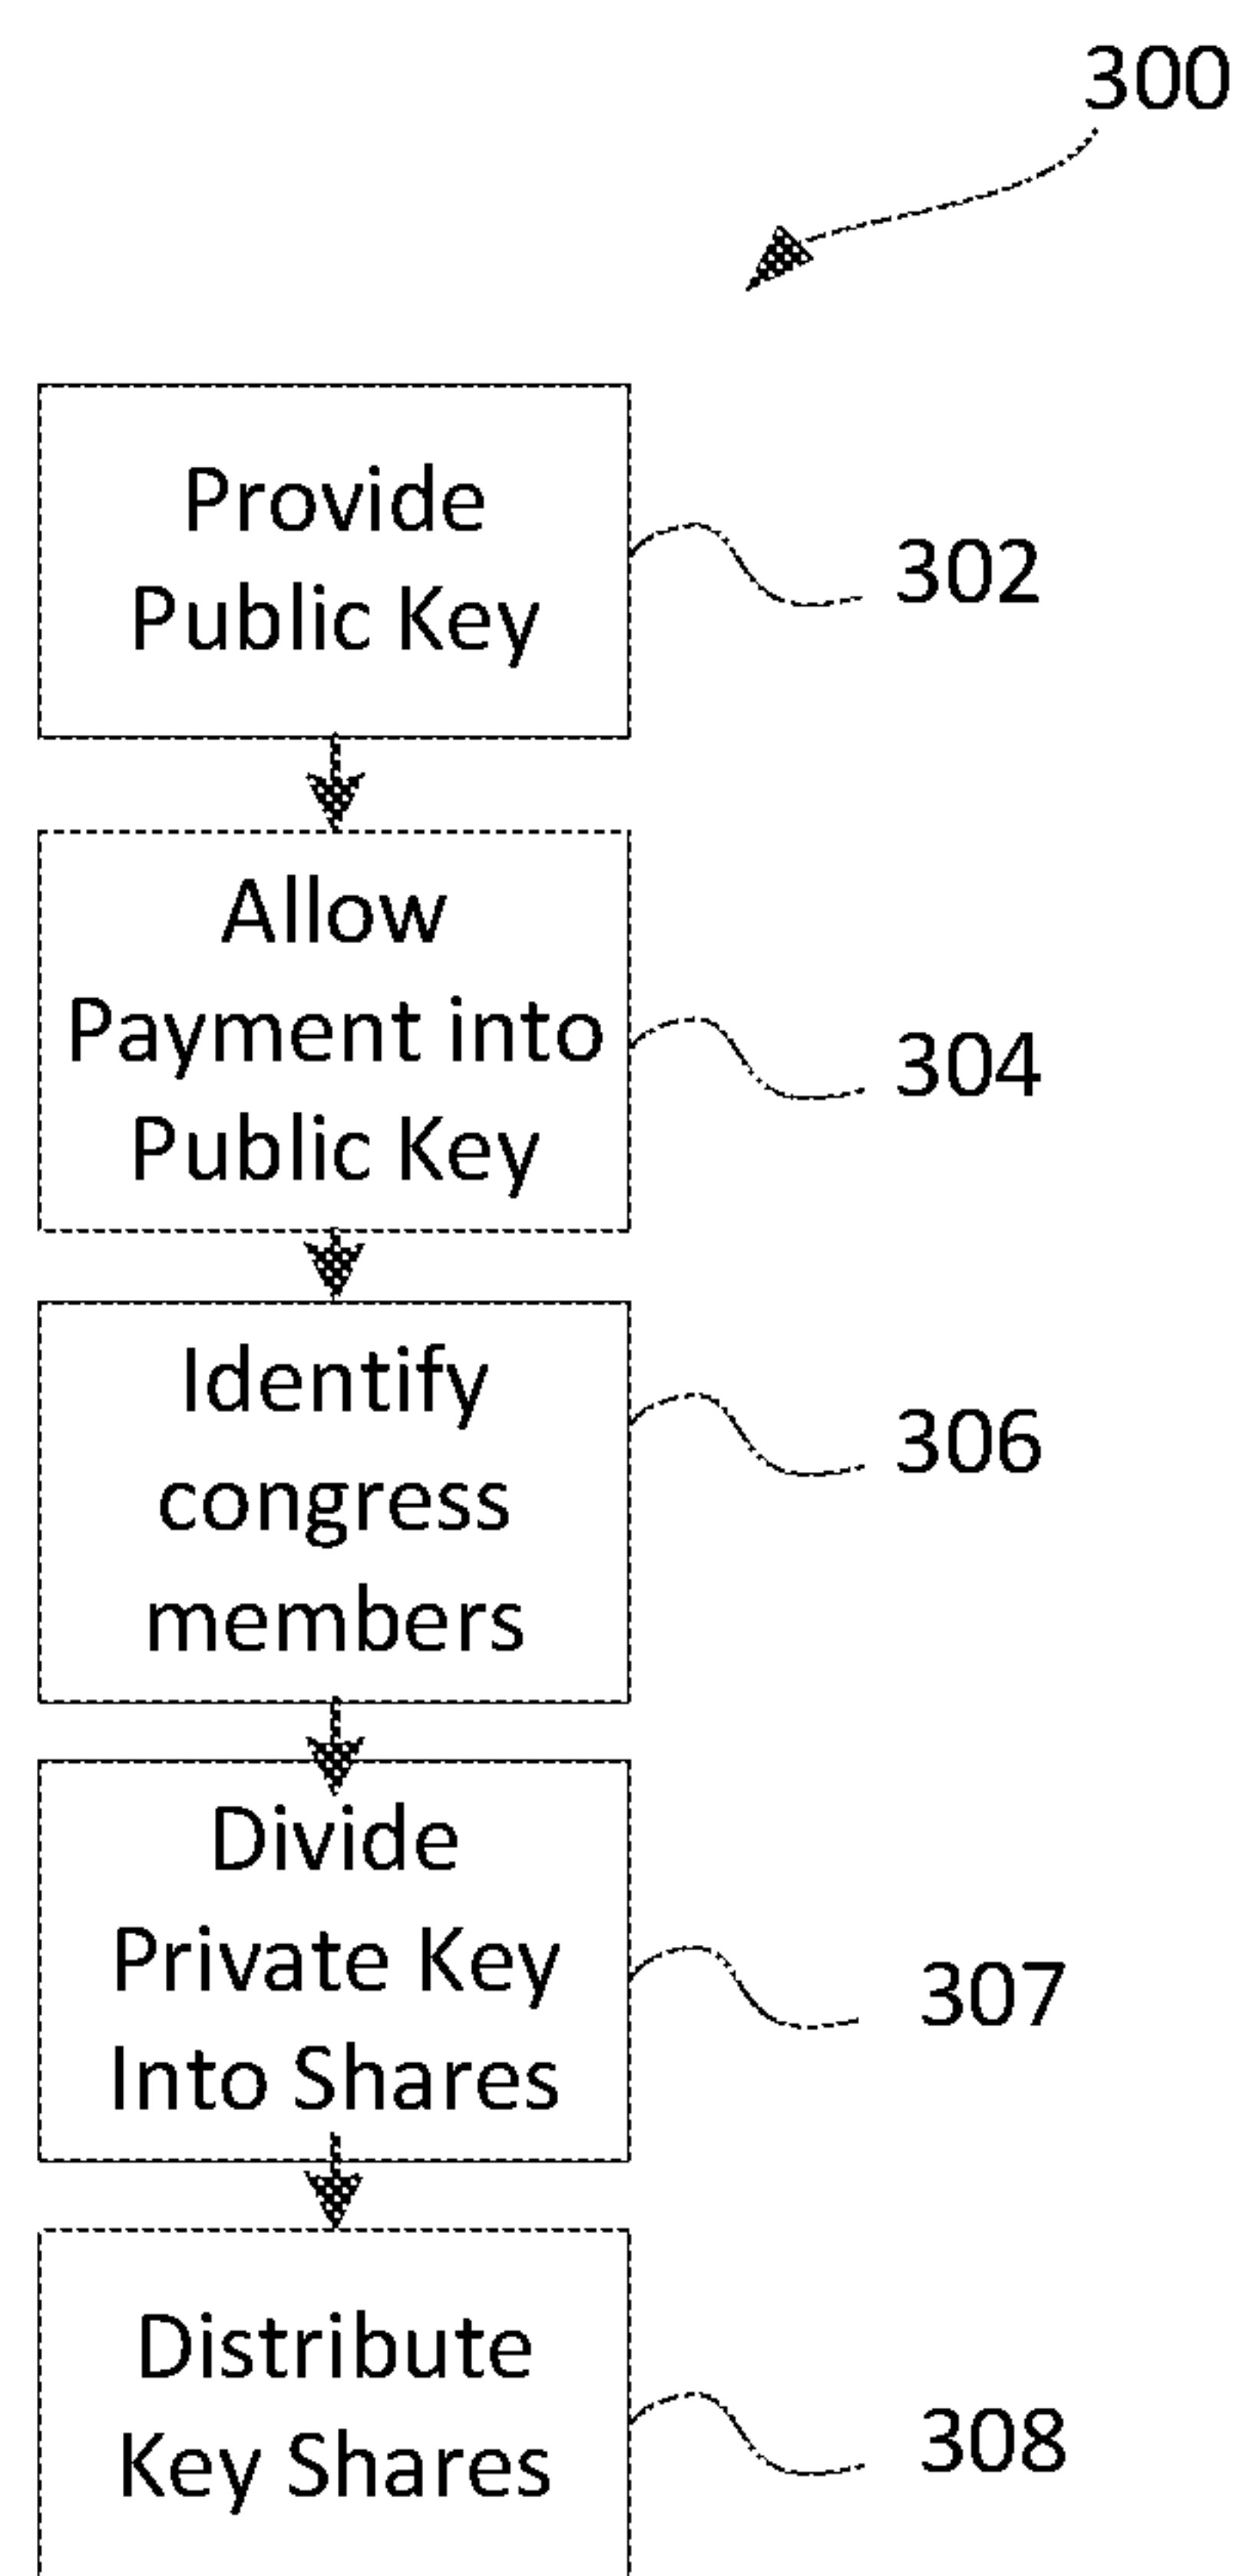 300
Provide
Public Key
302
Allow
Payment into
Public Key
304
Identify
congress
members
306
Divide
Private Key
Into Shares
307
Distribute
Key Shares
308